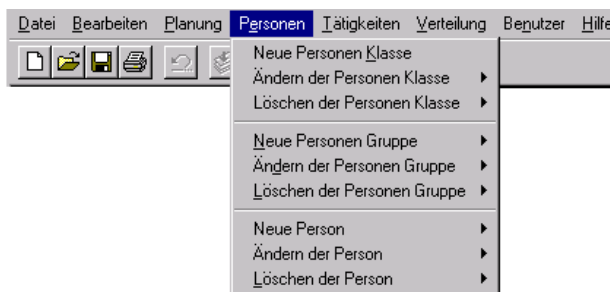 Datei Bearbeiten Planung Personen Tätigkeiten Verteilung Benutzer Hilfe
Neue Personen Klasse
Ändern der Personen Klasse
Löschen der Personen Klasse
Neue Personen Gruppe
Ändern der Personen Gruppe
Löschen der Personen Gruppe
Neue Person
Ändern der Person
Löschen der Person